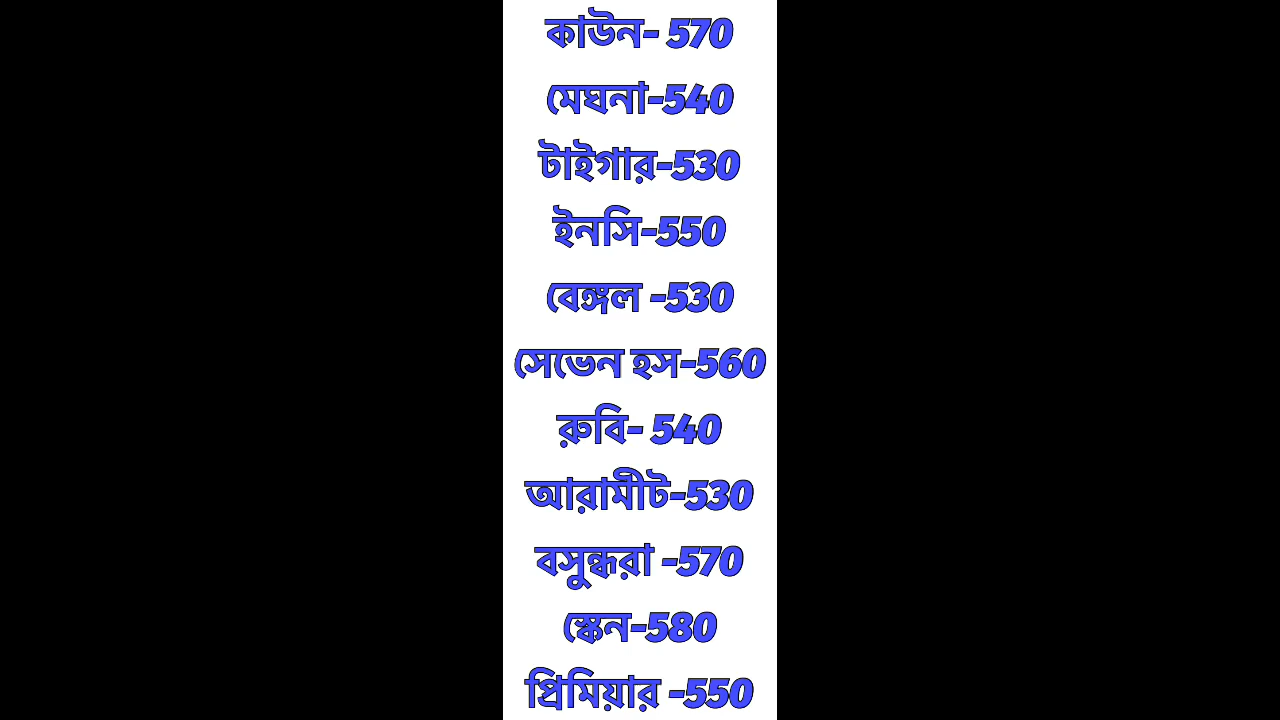 কাউন- 570
মেঘনা-540
টাইগার-530
ইনসি-550
বেঙ্গল -530
সেভেন হস-560
রুবি- 540
আরামীট-530
বসুন্ধরা -570
স্কেন-580
প্রিমিয়ার -550